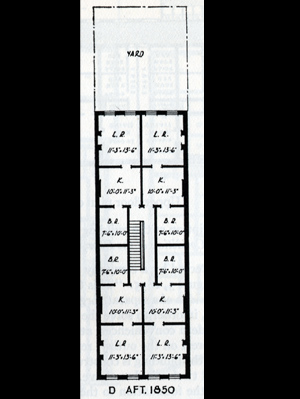 YARD
L.R. L.R.
11'-3"x13'-6" 11'-3"x13'-6"
K. K.
10'-0"x11'-3" 10'-0"x11'-3"
B.R. B.R.
7'-6"x10'-0" 7'-6"x10'-0"
B.R. B.R.
7'-6"x10'-0" 7'-6"x10'-0"
K. K.
10'-0"x11'-3" 10'-0"x11'-3"
L.R. L.R.
11'-3"x13'-6" 11'-3"x13'-6"
D AFT. 1850